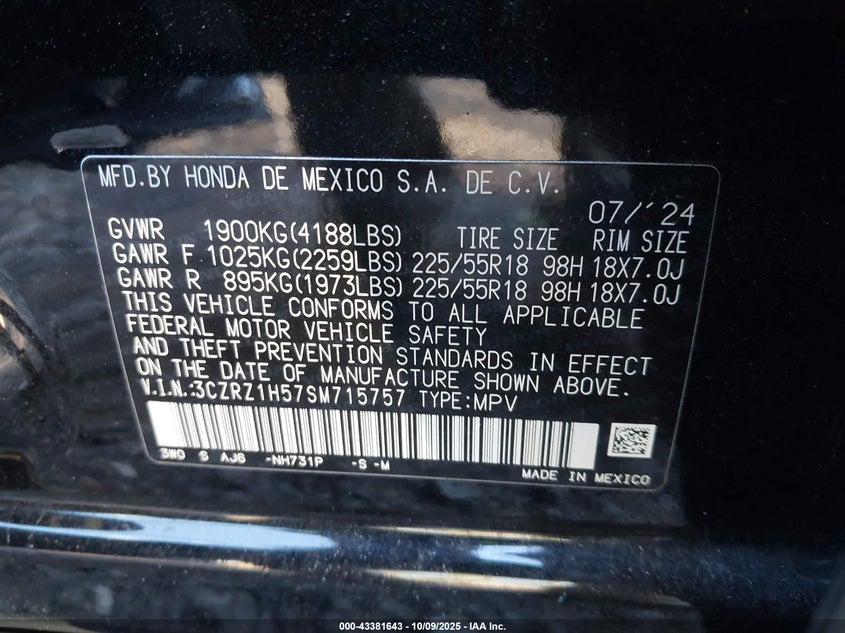 MFD.BY HONDA DE MEXICO S.A. DE C.V.
07/'24
GVWR 1900KG(4188LBS) TIRE SIZE RIM SIZE
GAWR F 1025KG(2259LBS) 225/55R18 98H 18X7.0J
GAWR R 895KG(1973LBS) 225/55R18 98H 18X7.0J
THIS VEHICLE CONFORMS TO ALL APPLICABLE
FEDERAL MOTOR VEHICLE SAFETY
AND THEFT PREVENTION STANDARDS IN EFFECT
ON THE DATE OF MANUFACTURE SHOWN ABOVE.
V.I.N.:3CZRZ1H57SM715757 TYPE:MPV
3W0 S AJ6 -NH731P -S -M
MADE IN MEXICO
000-43381643 | 10/09/2025 - IAA Inc.